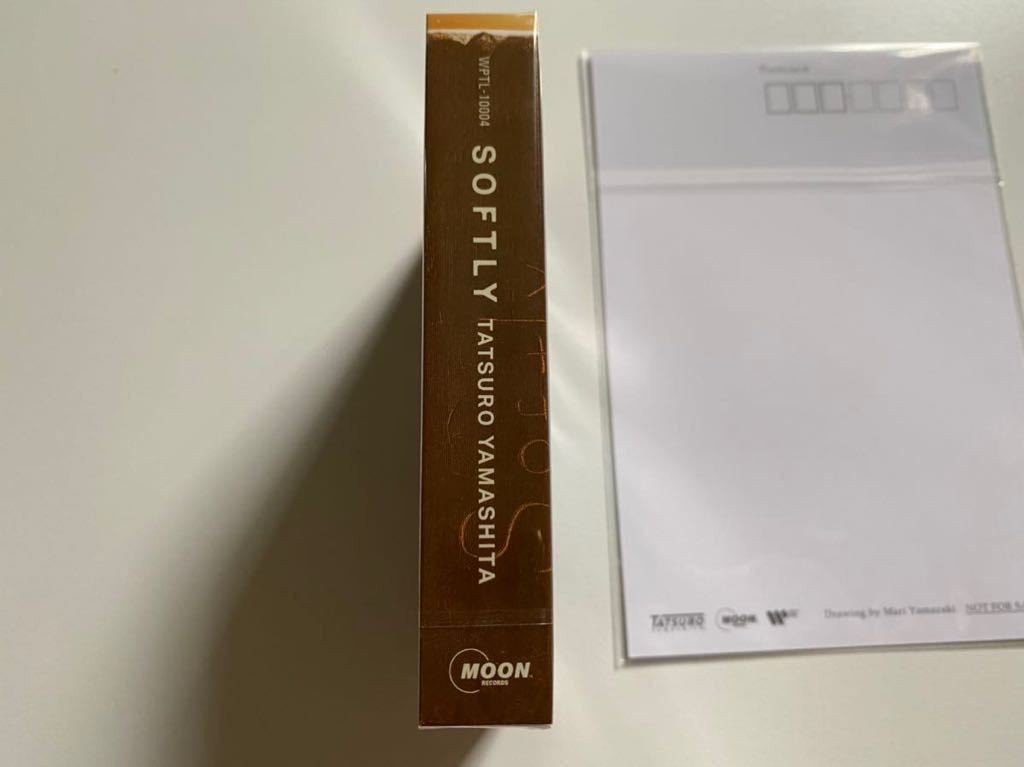 WPTL-10004
SOFTLY TATSURO YAMASHITA
MOON
RECORDS
Postcard
TATSURO
MOON
Drawing by Mari Yamazaki
NOT FOR SA